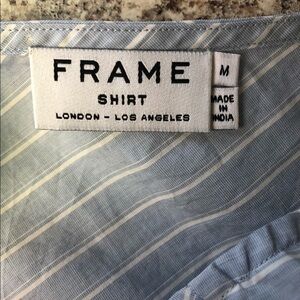 FRAME
SHIRT
LONDON - LOS ANGELES
M
MADE
IN
INDIA